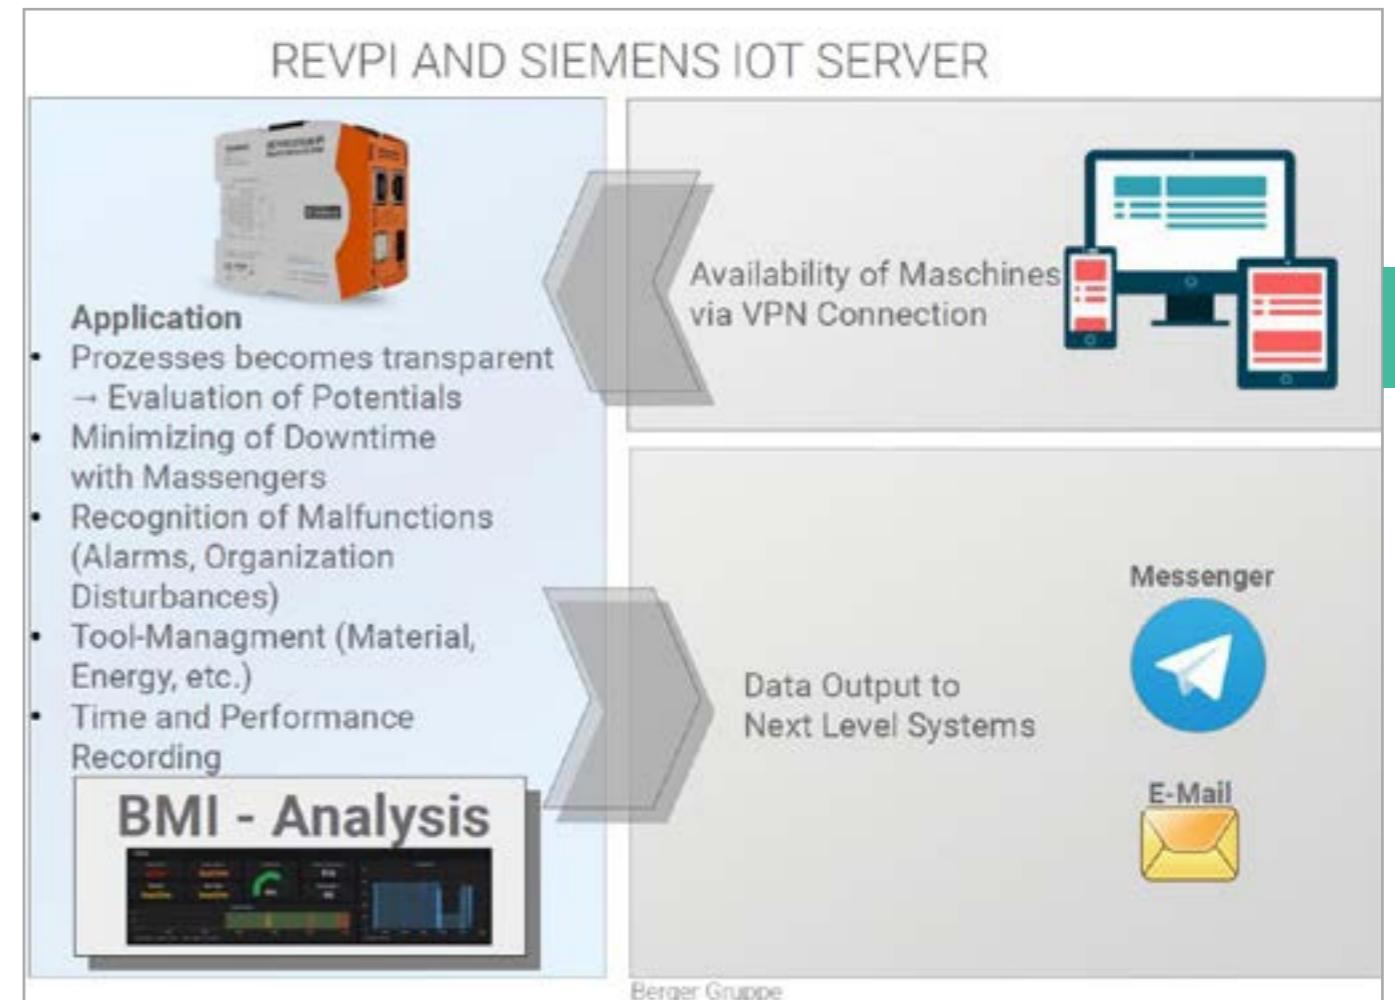 REVPI AND SIEMENS IOT SERVER
Application
• Prozesses becomes transparent
→ Evaluation of Potentials
• Minimizing of Downtime
with Massengers
• Recognition of Malfunctions
(Alarms, Organization
Disturbances)
• Tool-Managment (Material,
Energy, etc.)
• Time and Performance
Recording
BMI - Analysis
Availability of Maschines
via VPN Connection
Data Output to
Next Level Systems
Messenger
E-Mail
Berger Gruppe